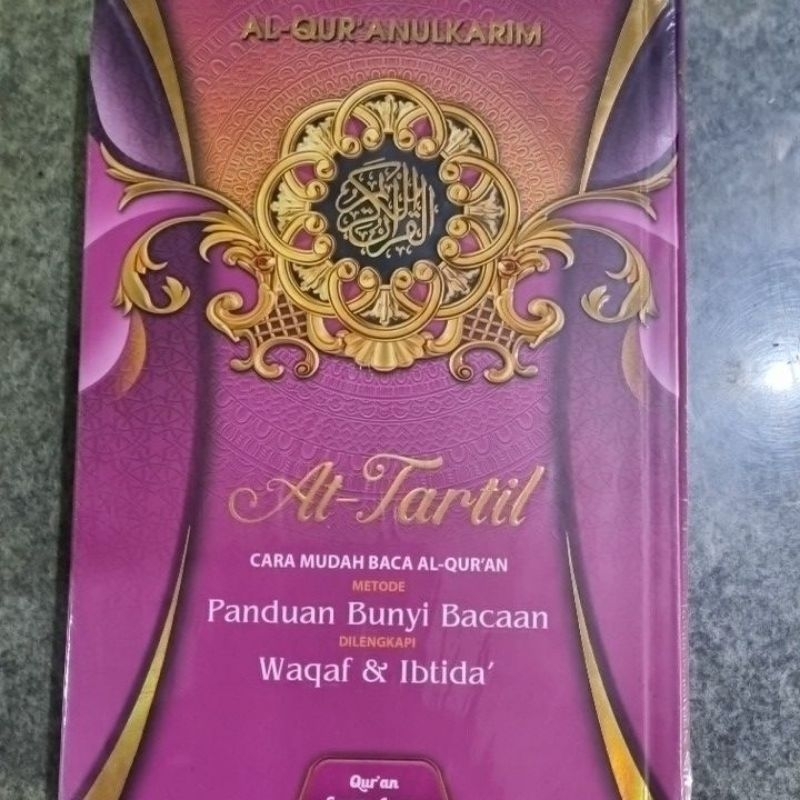 AL-QUR'ANULKARIM
القرآن الكريم
At-Tartil
CARA MUDAH BACA AL-QUR'AN
METODE
Panduan Bunyi Bacaan
DILENGKAPI
Waqaf & Ibtida'
Qur'an